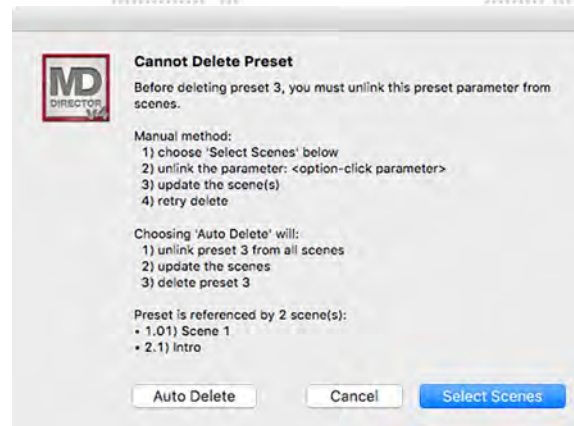 Cannot Delete Preset
MD
DIRECTOR
V4
Before deleting preset 3, you must unlink this preset parameter from
scenes.
Manual method:
1) choose 'Select Scenes' below
2) unlink the parameter: <option-click parameter>
3) update the scene(s)
4) retry delete
Choosing 'Auto Delete' will:
1) unlink preset 3 from all scenes
2) update the scenes
3) delete preset 3
Preset is referenced by 2 scene(s):
• 1.01) Scene 1
• 2.1) Intro
Auto Delete
Cancel
Select Scenes